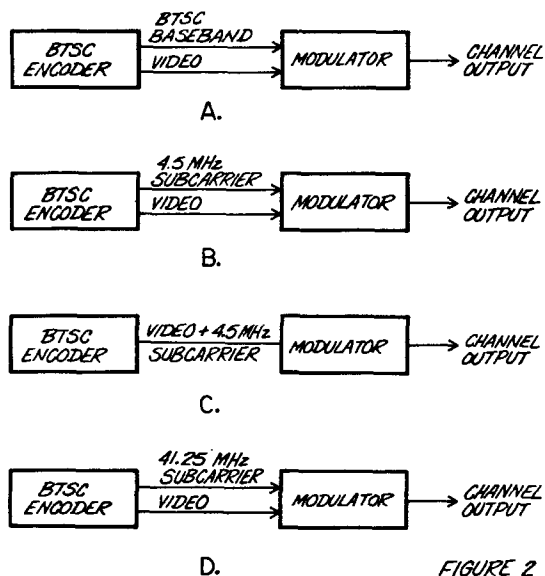 BTSC
ENCODER
BTSC
BASEBAND
VIDEO
MODULATOR
CHANNEL
OUTPUT
A.
BTSC
ENCODER
4.5 MHz
SUBCARRIER
VIDEO
MODULATOR
CHANNEL
OUTPUT
B.
BTSC
ENCODER
VIDEO + 4.5 MHz
SUBCARRIER
MODULATOR
CHANNEL
OUTPUT
C.
BTSC
ENCODER
41.25 MHz
SUBCARRIER
VIDEO
MODULATOR
CHANNEL
OUTPUT
D.
FIGURE 2